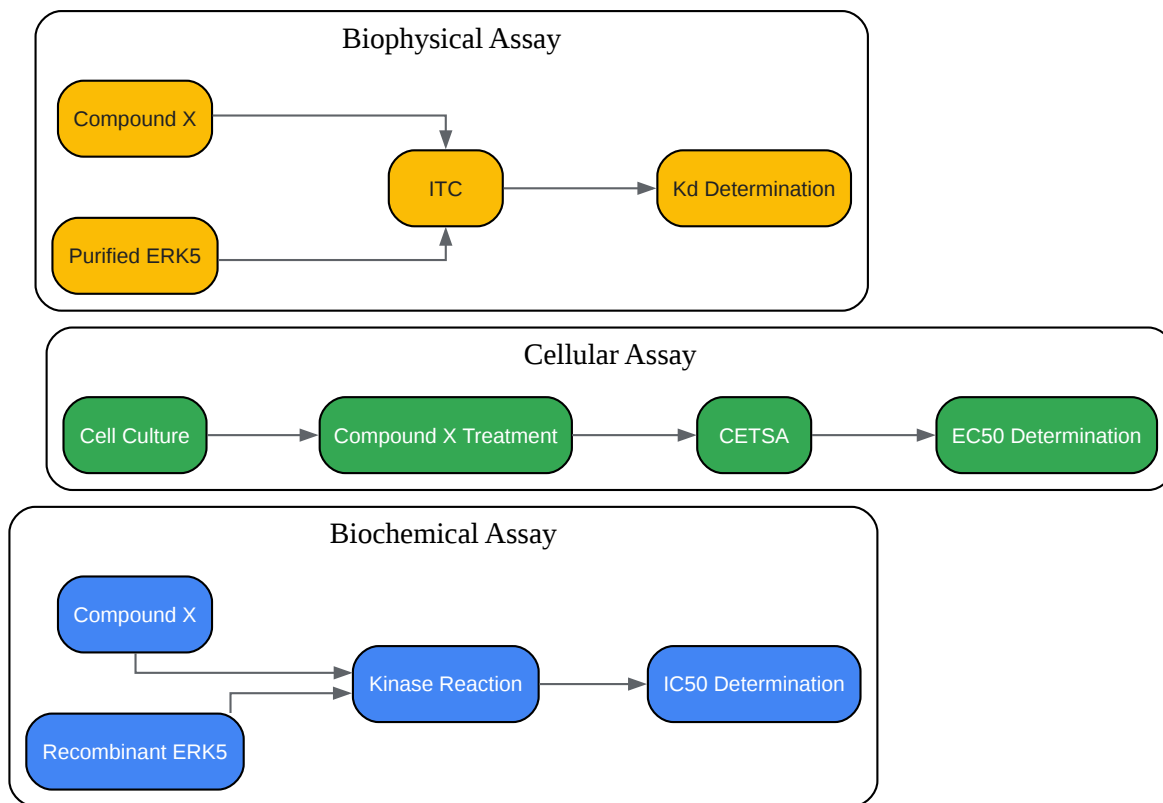 Biophysical Assay
Compound X
ITC
Kd Determination
Purified ERK5
Cellular Assay
Cell Culture
Compound X Treatment
CETSA
EC50 Determination
Biochemical Assay
Compound X
Kinase Reaction
IC50 Determination
Recombinant ERK5